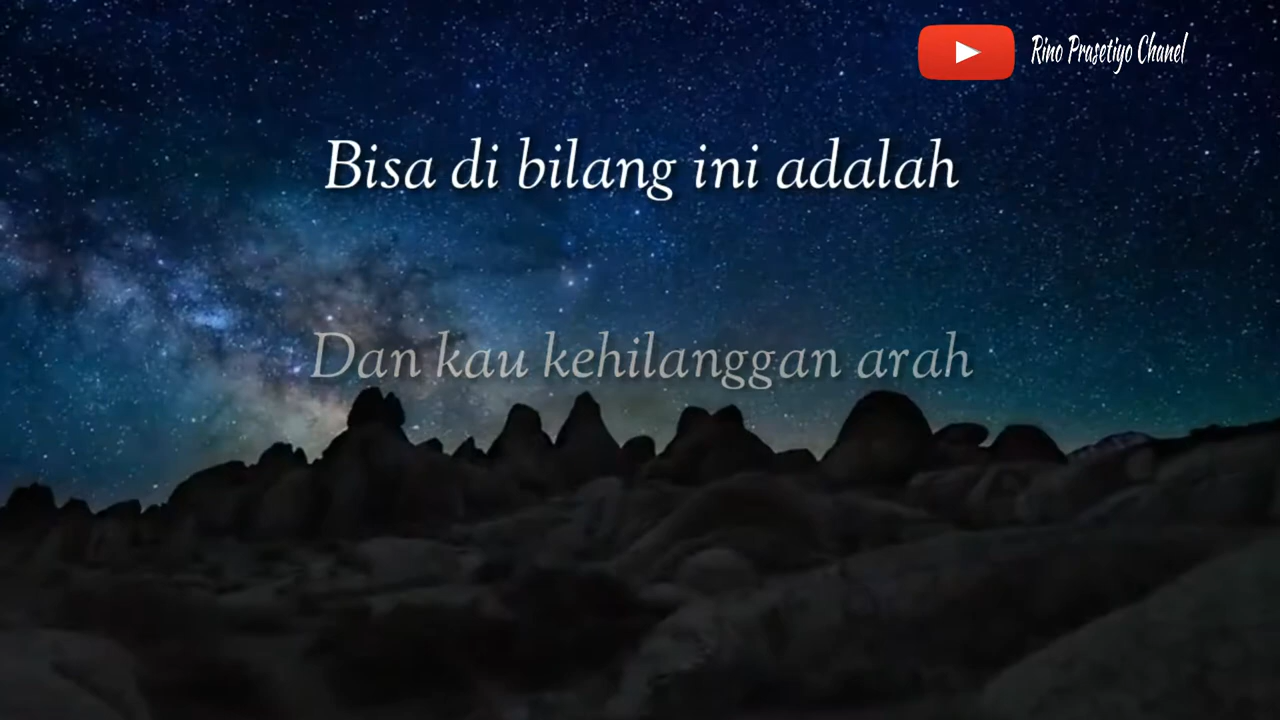 Rino Prasetiyo Chanel
Bisa di bilang ini adalah
Dan kau kehilanggan arah